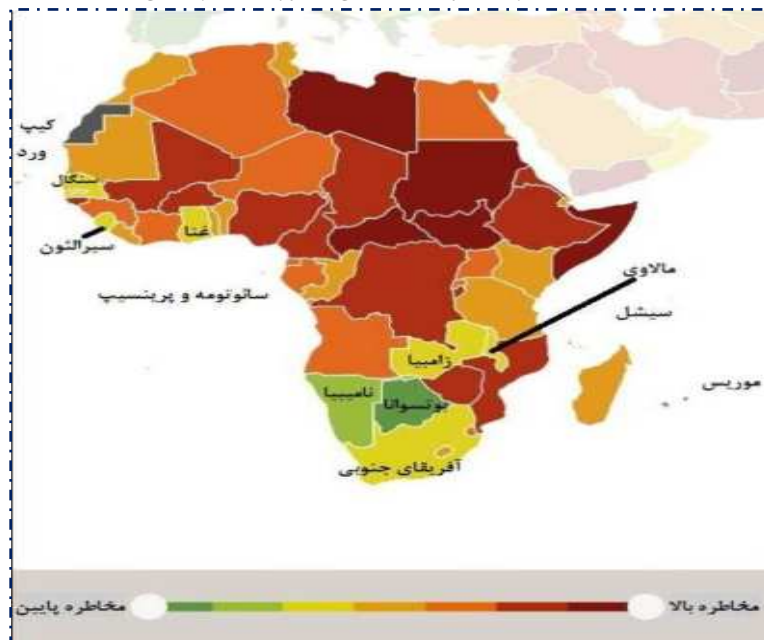 کیپ
ورد
سنگال
غنا
سیرالئون
سائوتومه و پرینسیپ
مالاوی
سیشل
زامبیا
موریس
نامیبیا
بوتسوانا
آفریقای جنوبی
مخاطره بالا
مخاطره پایین